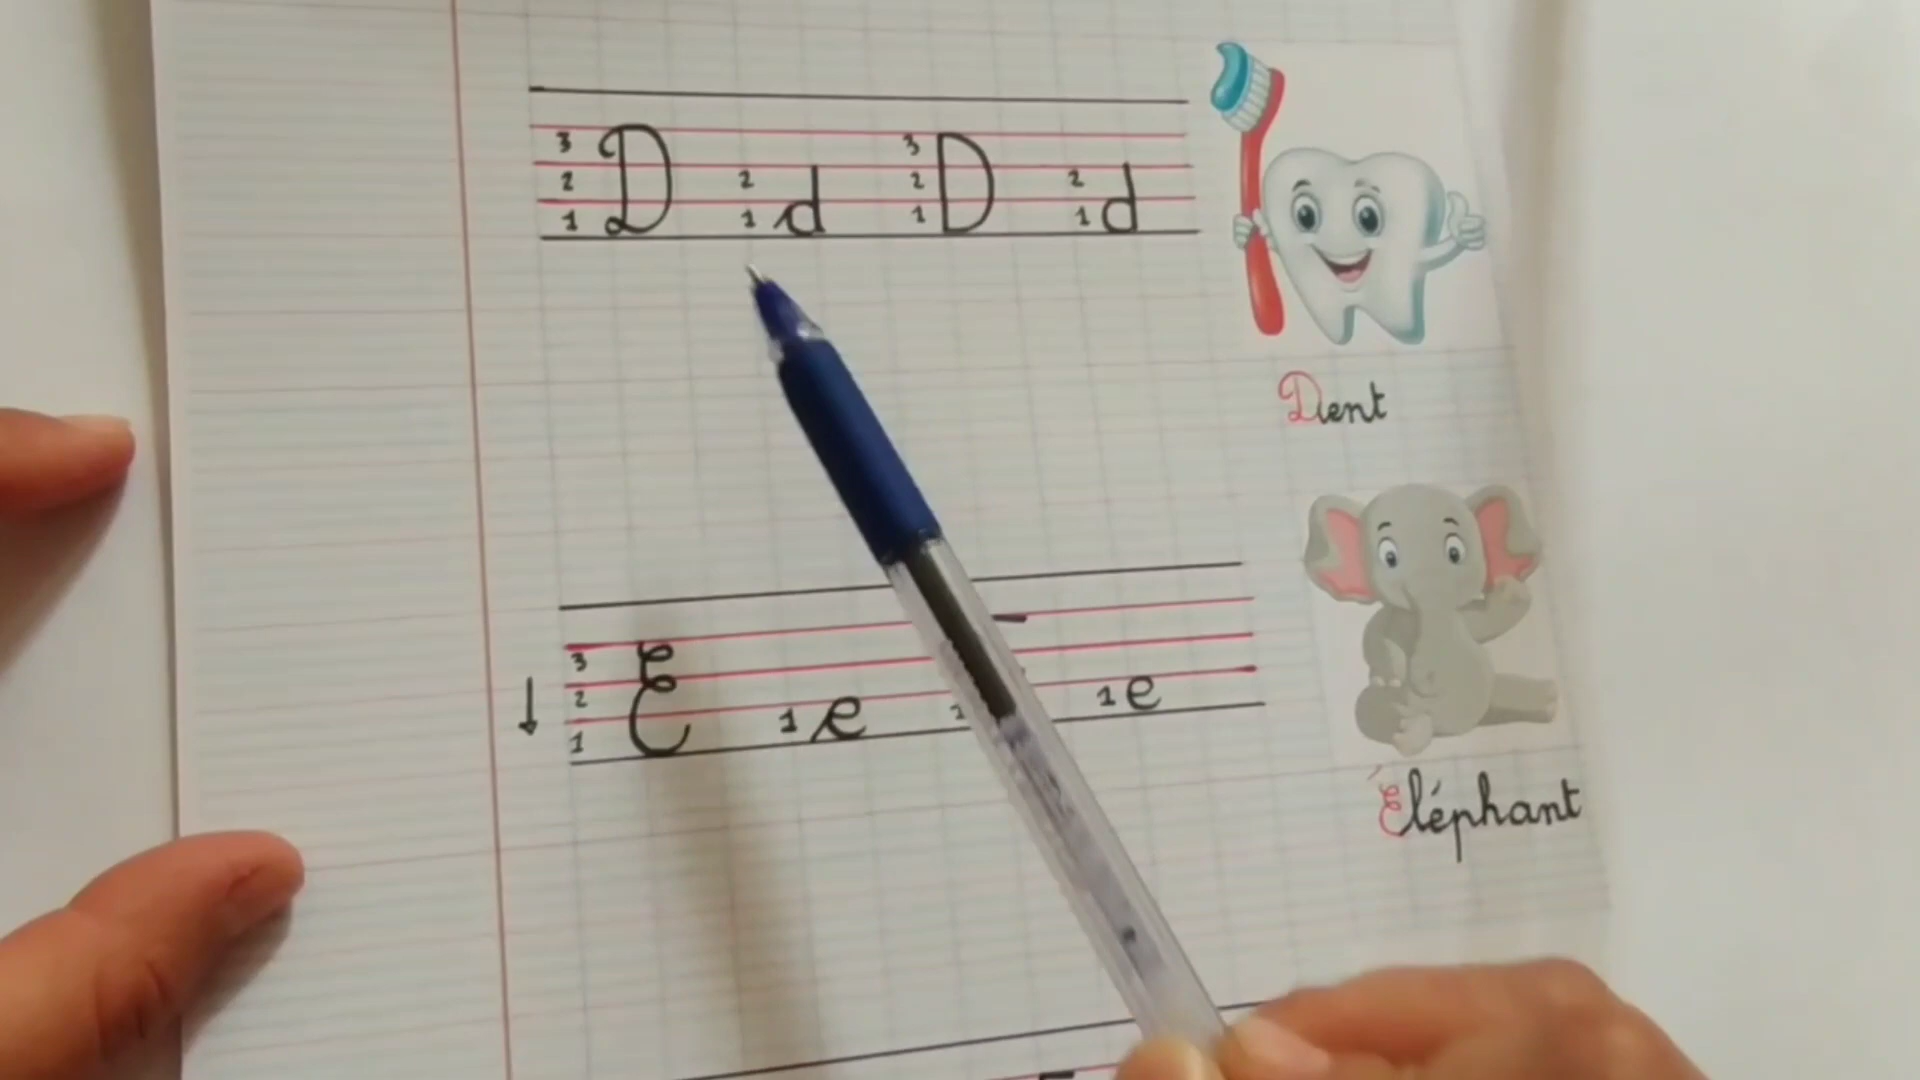 3 D 3 D
2 2 d 2 2 d
1 1 1 1
Dent
3 E
2
1 1 e 1 1 e
Éléphant